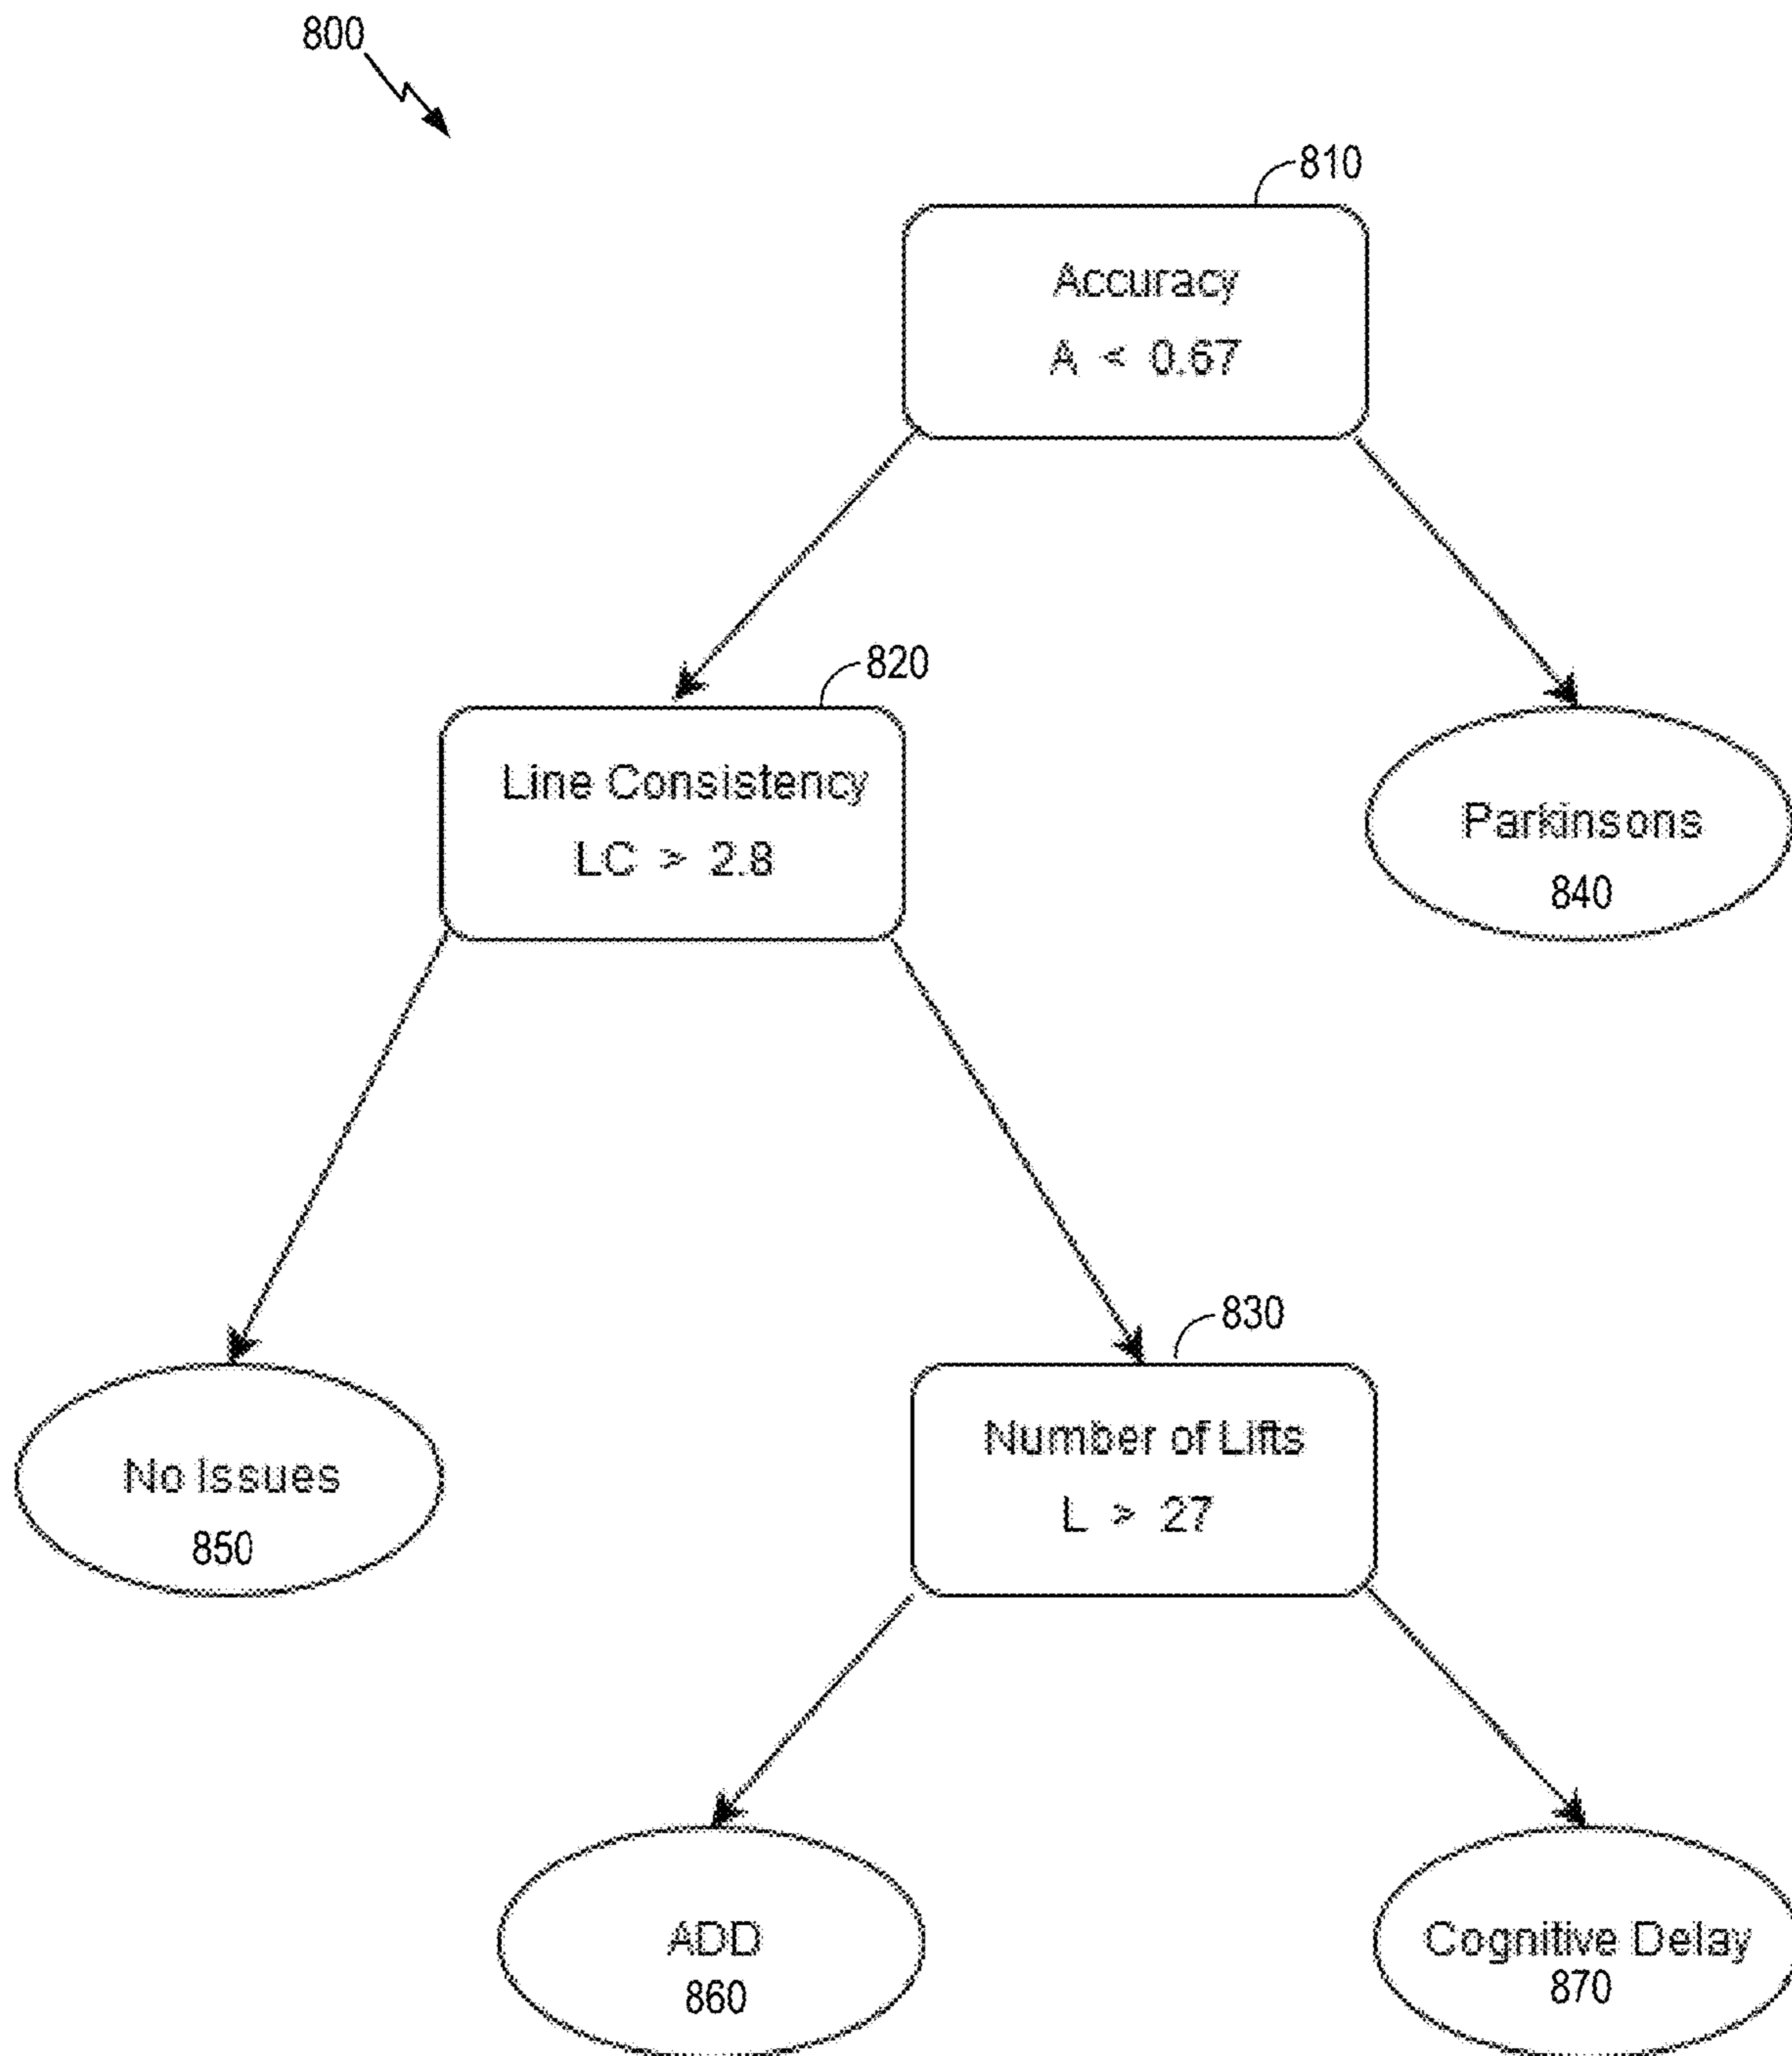 800
810
Accuracy
A < 0.67
820
Line Consistency
LC > 2.8
Parkinsons
840
830
Number of Lifts
L > 27
No Issues
850
ADD
860
Cognitive Delay
870